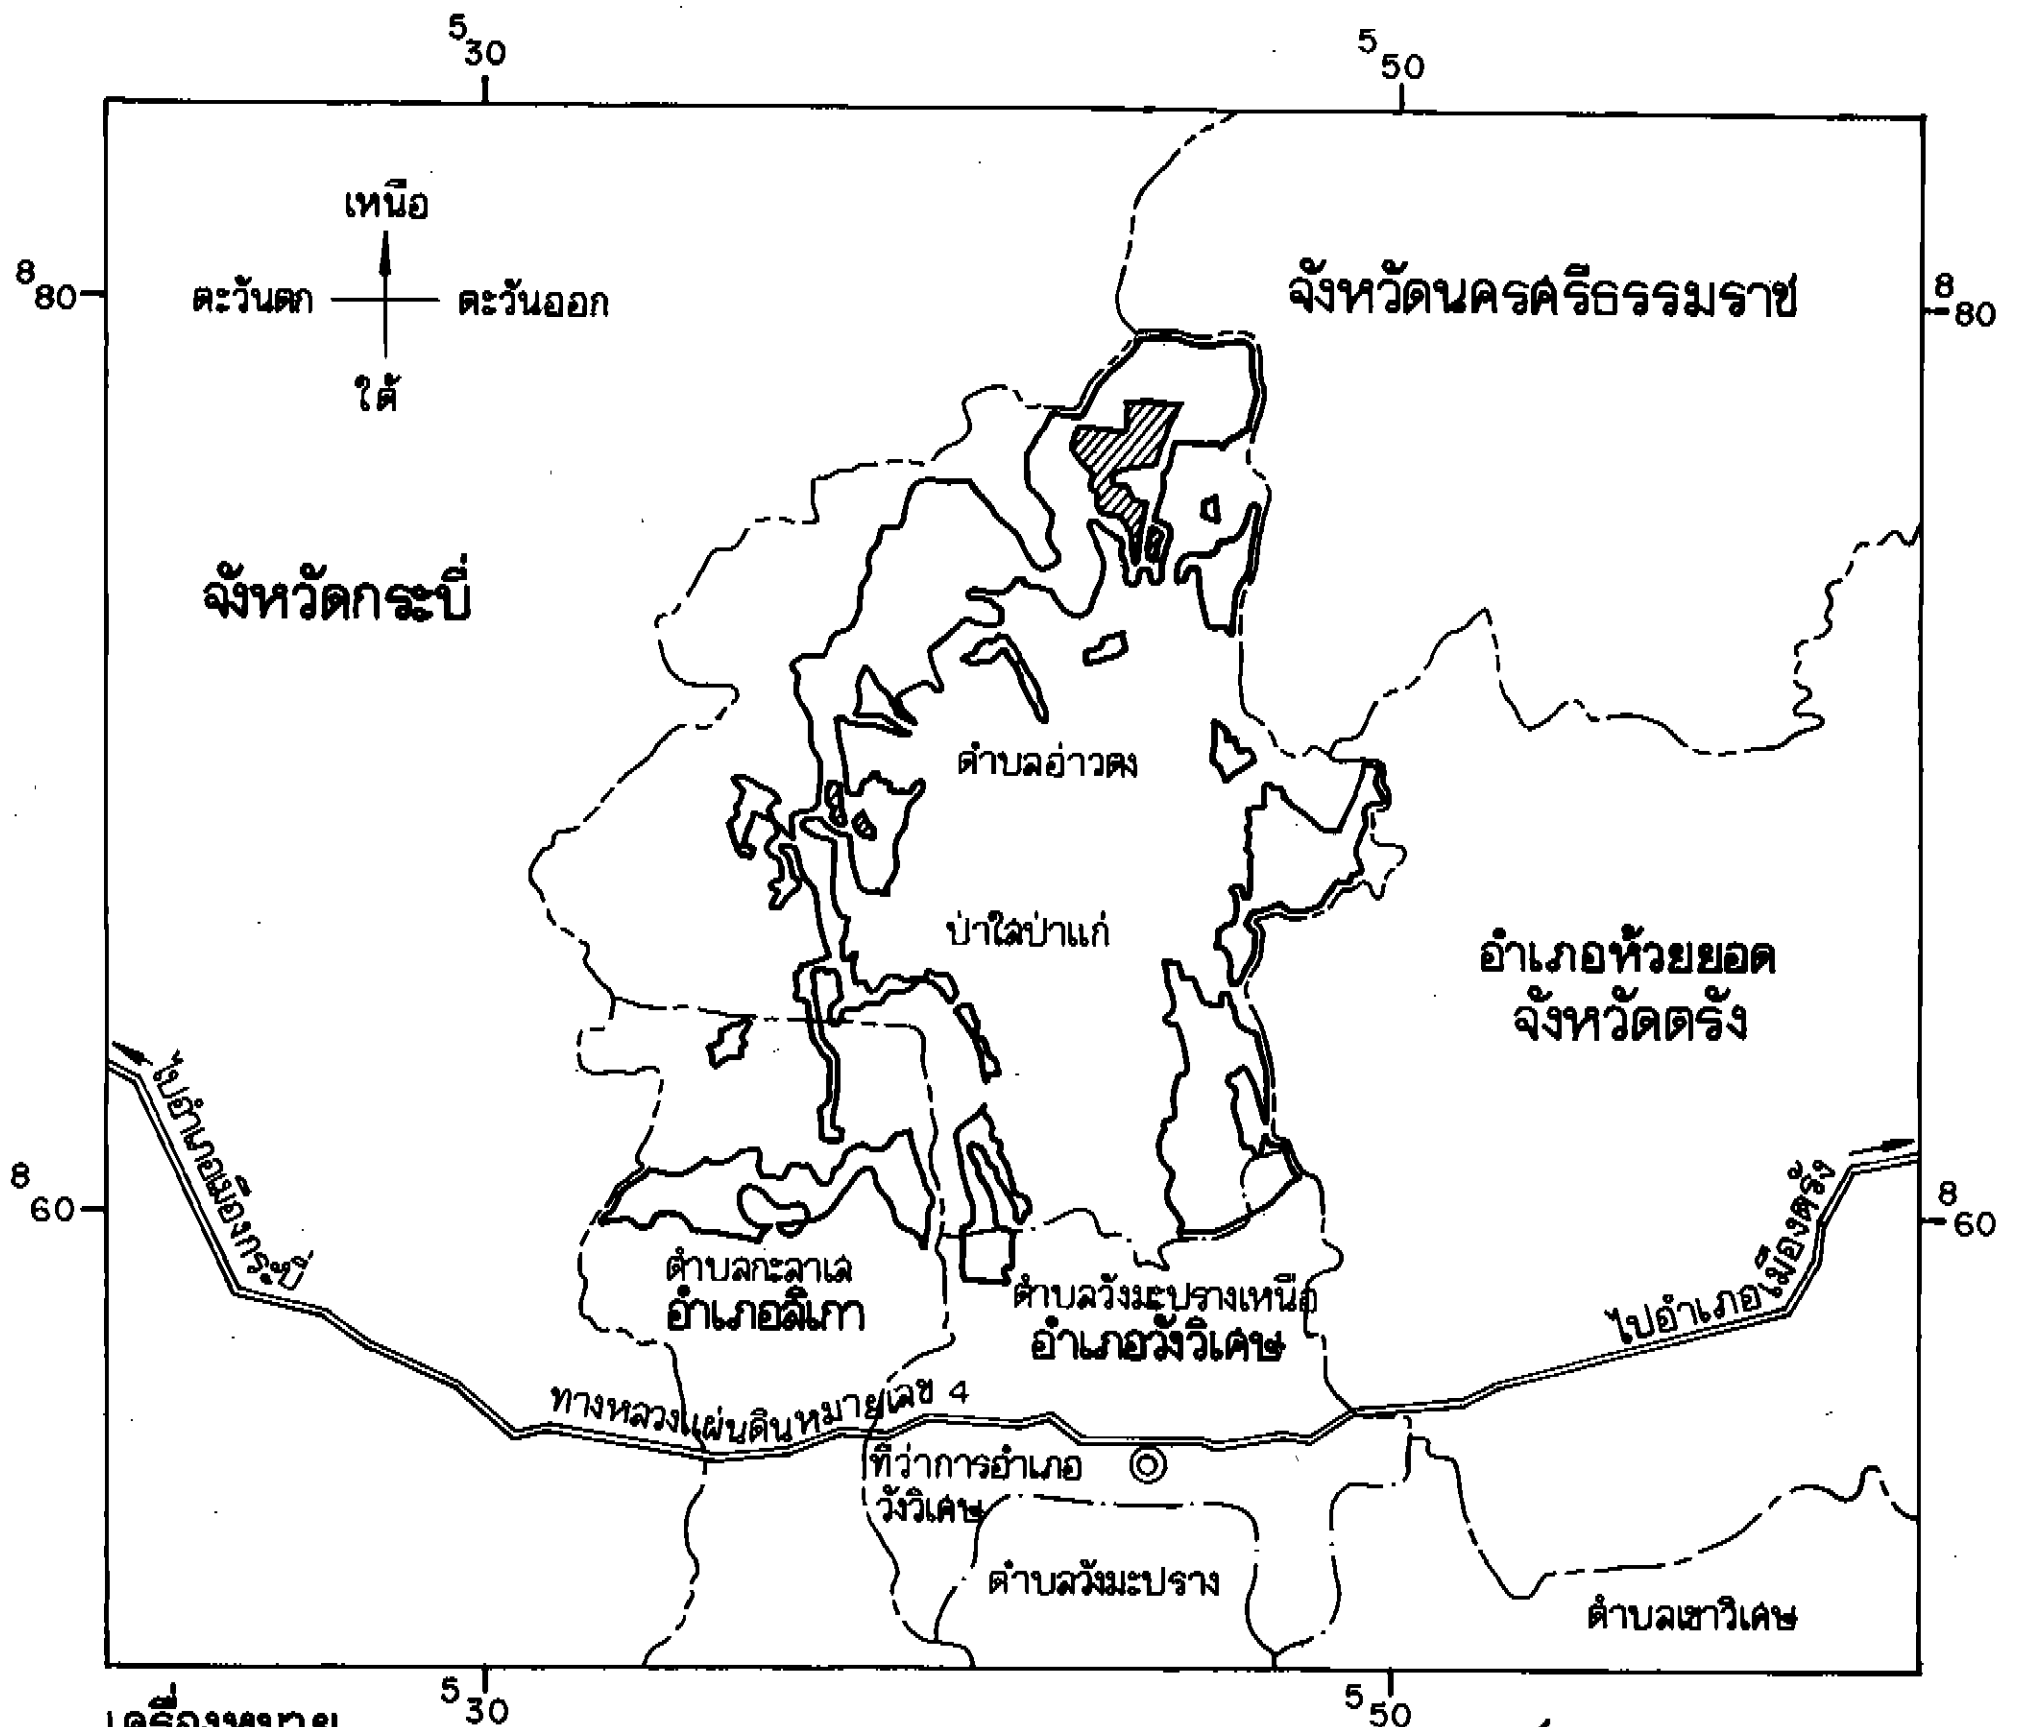 5 30
5 50
เหนือ
8 80
ตะวันตก
ตะวันออก
จังหวัดนครศรีธรรมราช
8 80
ใต้
จังหวัดกระบี่
ตำบลอ่าวตง
ป่าใสป่าแก่
อำเภอห้วยยอด
จังหวัดตรัง
ไปอำเภอเมืองกระบี่
8 60
ไปอำเภอเมืองตรัง
8 60
ตำบลกะลาเส
อำเภอสิเกา
ตำบลวังมะปรางเหนือ
อำเภอวังวิเศษ
ทางหลวงแผ่นดินหมายเลข 4
ที่ว่าการอำเภอ
วังวิเศษ
ตำบลวังมะปราง
ตำบลเขาวิเศษ
5 30
5 50
เครื่องหมาย